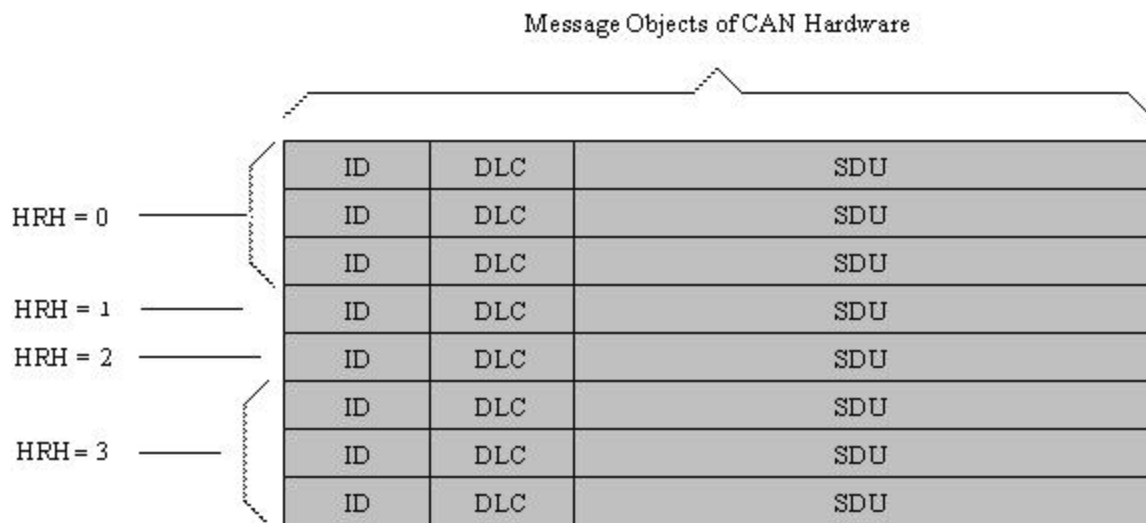 Message Objects of CAN Hardware
ID DLC SDU
HRH = 0 ID DLC SDU
ID DLC SDU
HRH = 1 ID DLC SDU
HRH = 2 ID DLC SDU
ID DLC SDU
HRH = 3 ID DLC SDU
ID DLC SDU